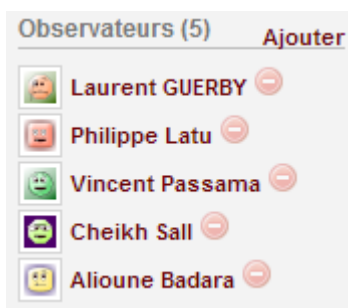 Observateurs (5) Ajouter
Laurent GUERBY
Philippe Latu
Vincent Passama
Cheikh Sall
Alioune Badara